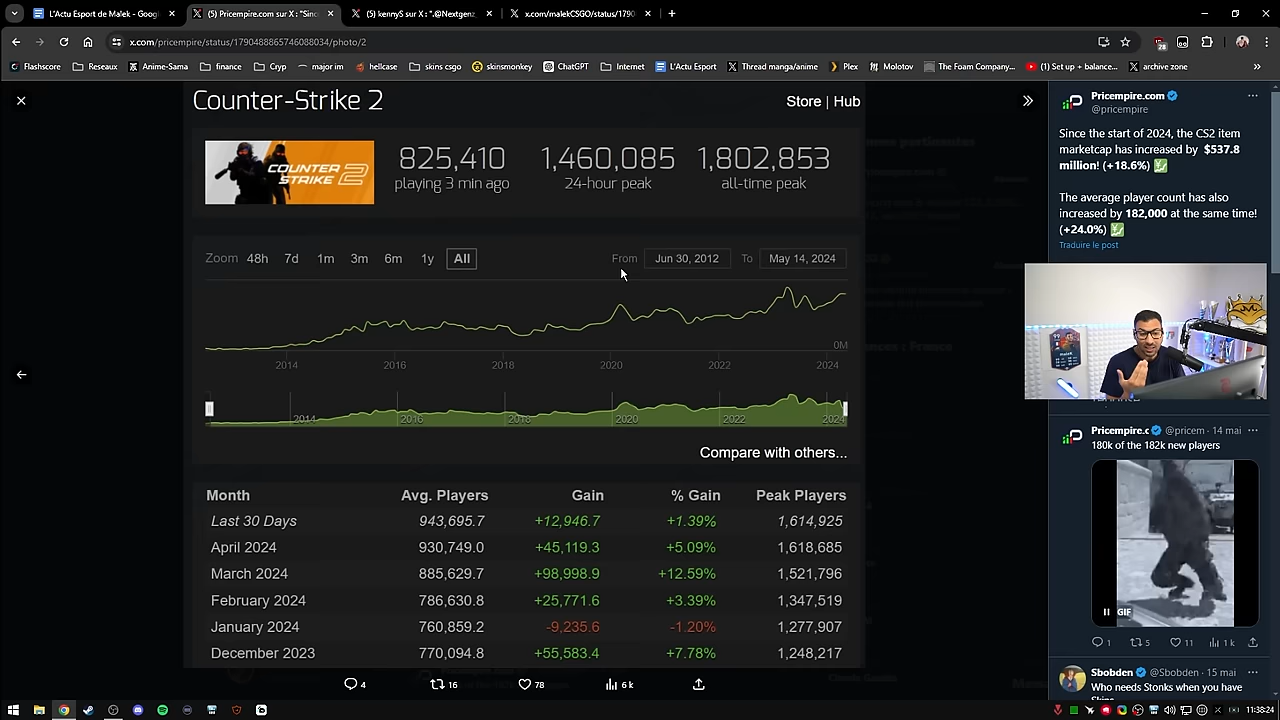 L'Actu Esport de Malek - Goog
(5) Pricempire.com sur X : "Sinc
(5) kennyS sur X : ".@Nextgenz
x.com/malekCSGO/status/1790
x.com/pricempire/status/1790488865746088034/photo/2
28
Flashscore
Reseaux
Anime-Sama
finance
Cryp
major im
hellcase
skins csgo
skinsmonkey
ChatGPT
Internet
L'Actu Esport
Thread manga/anime
Plex
Molotov
The Foam Company...
(1) Set up + balance...
archive zone
Counter-Strike 2
Store | Hub
COUNTER
STRIKE 2
825,410
playing 3 min ago
1,460,085
24-hour peak
1,802,853
all-time peak
Zoom 48h 7d 1m 3m 6m 1y All
From Jun 30, 2012 To May 14, 2024
0M
2014 2016 2018 2020 2022 2024
2014 2016 2018 2020 2022 2024
Compare with others...
Month Avg. Players Gain % Gain Peak Players
Last 30 Days 943,695.7 +12,946.7 +1.39% 1,614,925
April 2024 930,749.0 +45,119.3 +5.09% 1,618,685
March 2024 885,629.7 +98,998.9 +12.59% 1,521,796
February 2024 786,630.8 +25,771.6 +3.39% 1,347,519
January 2024 760,859.2 -9,235.6 -1.20% 1,277,907
December 2023 770,094.8 +55,583.4 +7.78% 1,248,217
4 16 78 6 k
Pricempire.com
@pricempire
Since the start of 2024, the CS2 item
marketcap has increased by $537.8
million! (+18.6%)
The average player count has also
increased by 182,000 at the same time!
(+24.0%)
Traduire le post
Pricempire.c @pricem · 14 mai
180k of the 182k new players
GIF
1 5 11 1 k
Sbobden @Sbobden · 15 mai
Who needs Stonks when you have
11:38:24